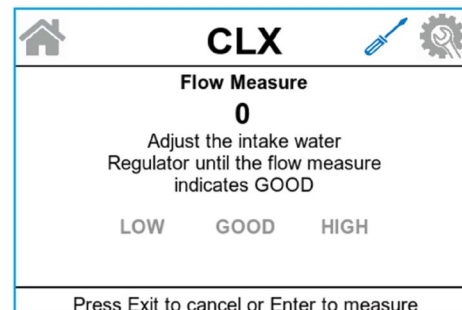 CLX
Flow Measure
0
Adjust the intake water
Regulator until the flow measure
indicates GOOD
LOW GOOD HIGH
Press Exit to cancel or Enter to measure